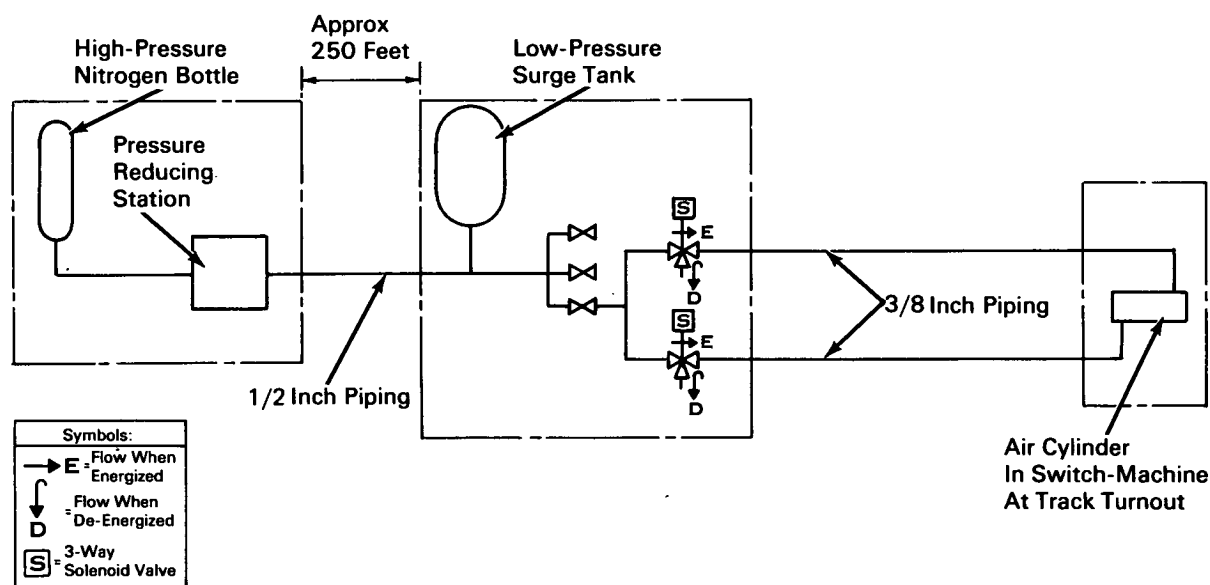 Approx
250 Feet
High-Pressure
Nitrogen Bottle
Low-Pressure
Surge Tank
Pressure
Reducing
Station
S
E
D
S
E
D
3/8 Inch Piping
1/2 Inch Piping
Air Cylinder
In Switch-Machine
At Track Turnout
Symbols:
E = Flow When
Energized
D = Flow When
De-Energized
S = 3-Way
Solenoid Valve